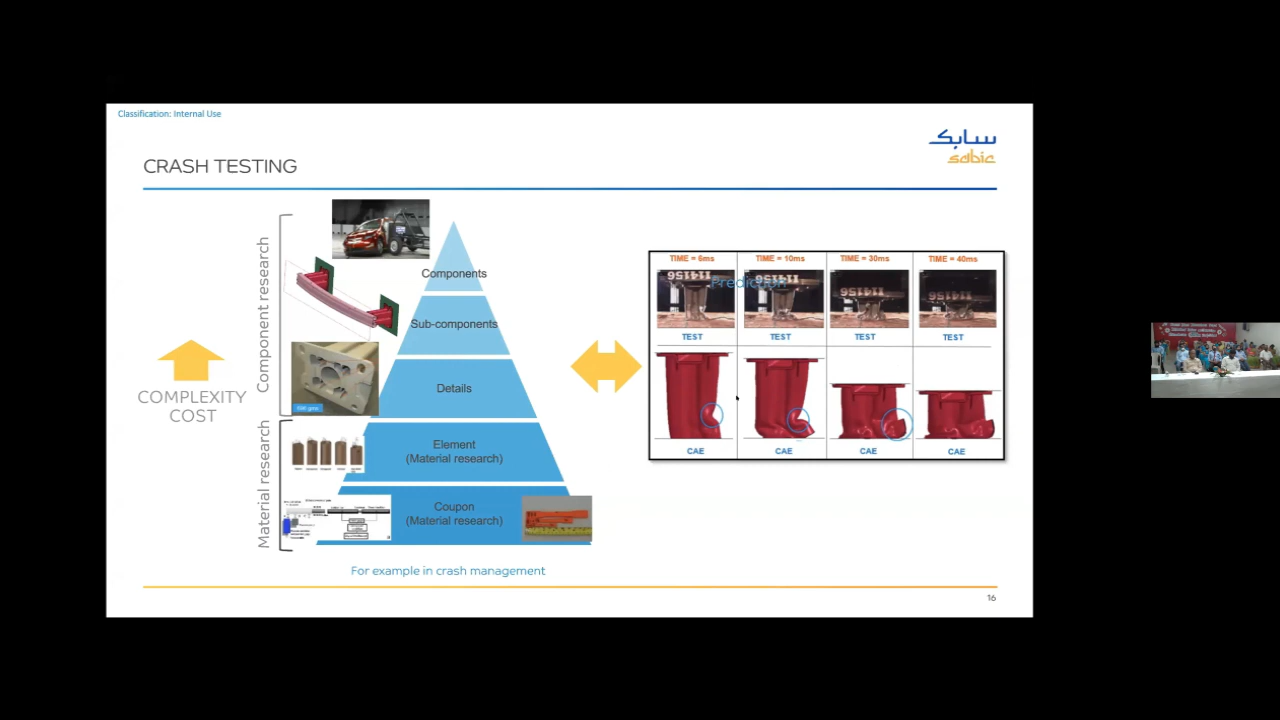 Classification: Internal Use
سابك
sabic
CRASH TESTING
Component research
Material research
COMPLEXITY
COST
Components
Sub-components
Details
Element
(Material research)
Coupon
(Material research)
For example in crash management
TIME = 6ms
TIME = 10ms
TIME = 30ms
TIME = 40ms
Prediction
TEST
TEST
TEST
TEST
CAE
CAE
CAE
CAE
16